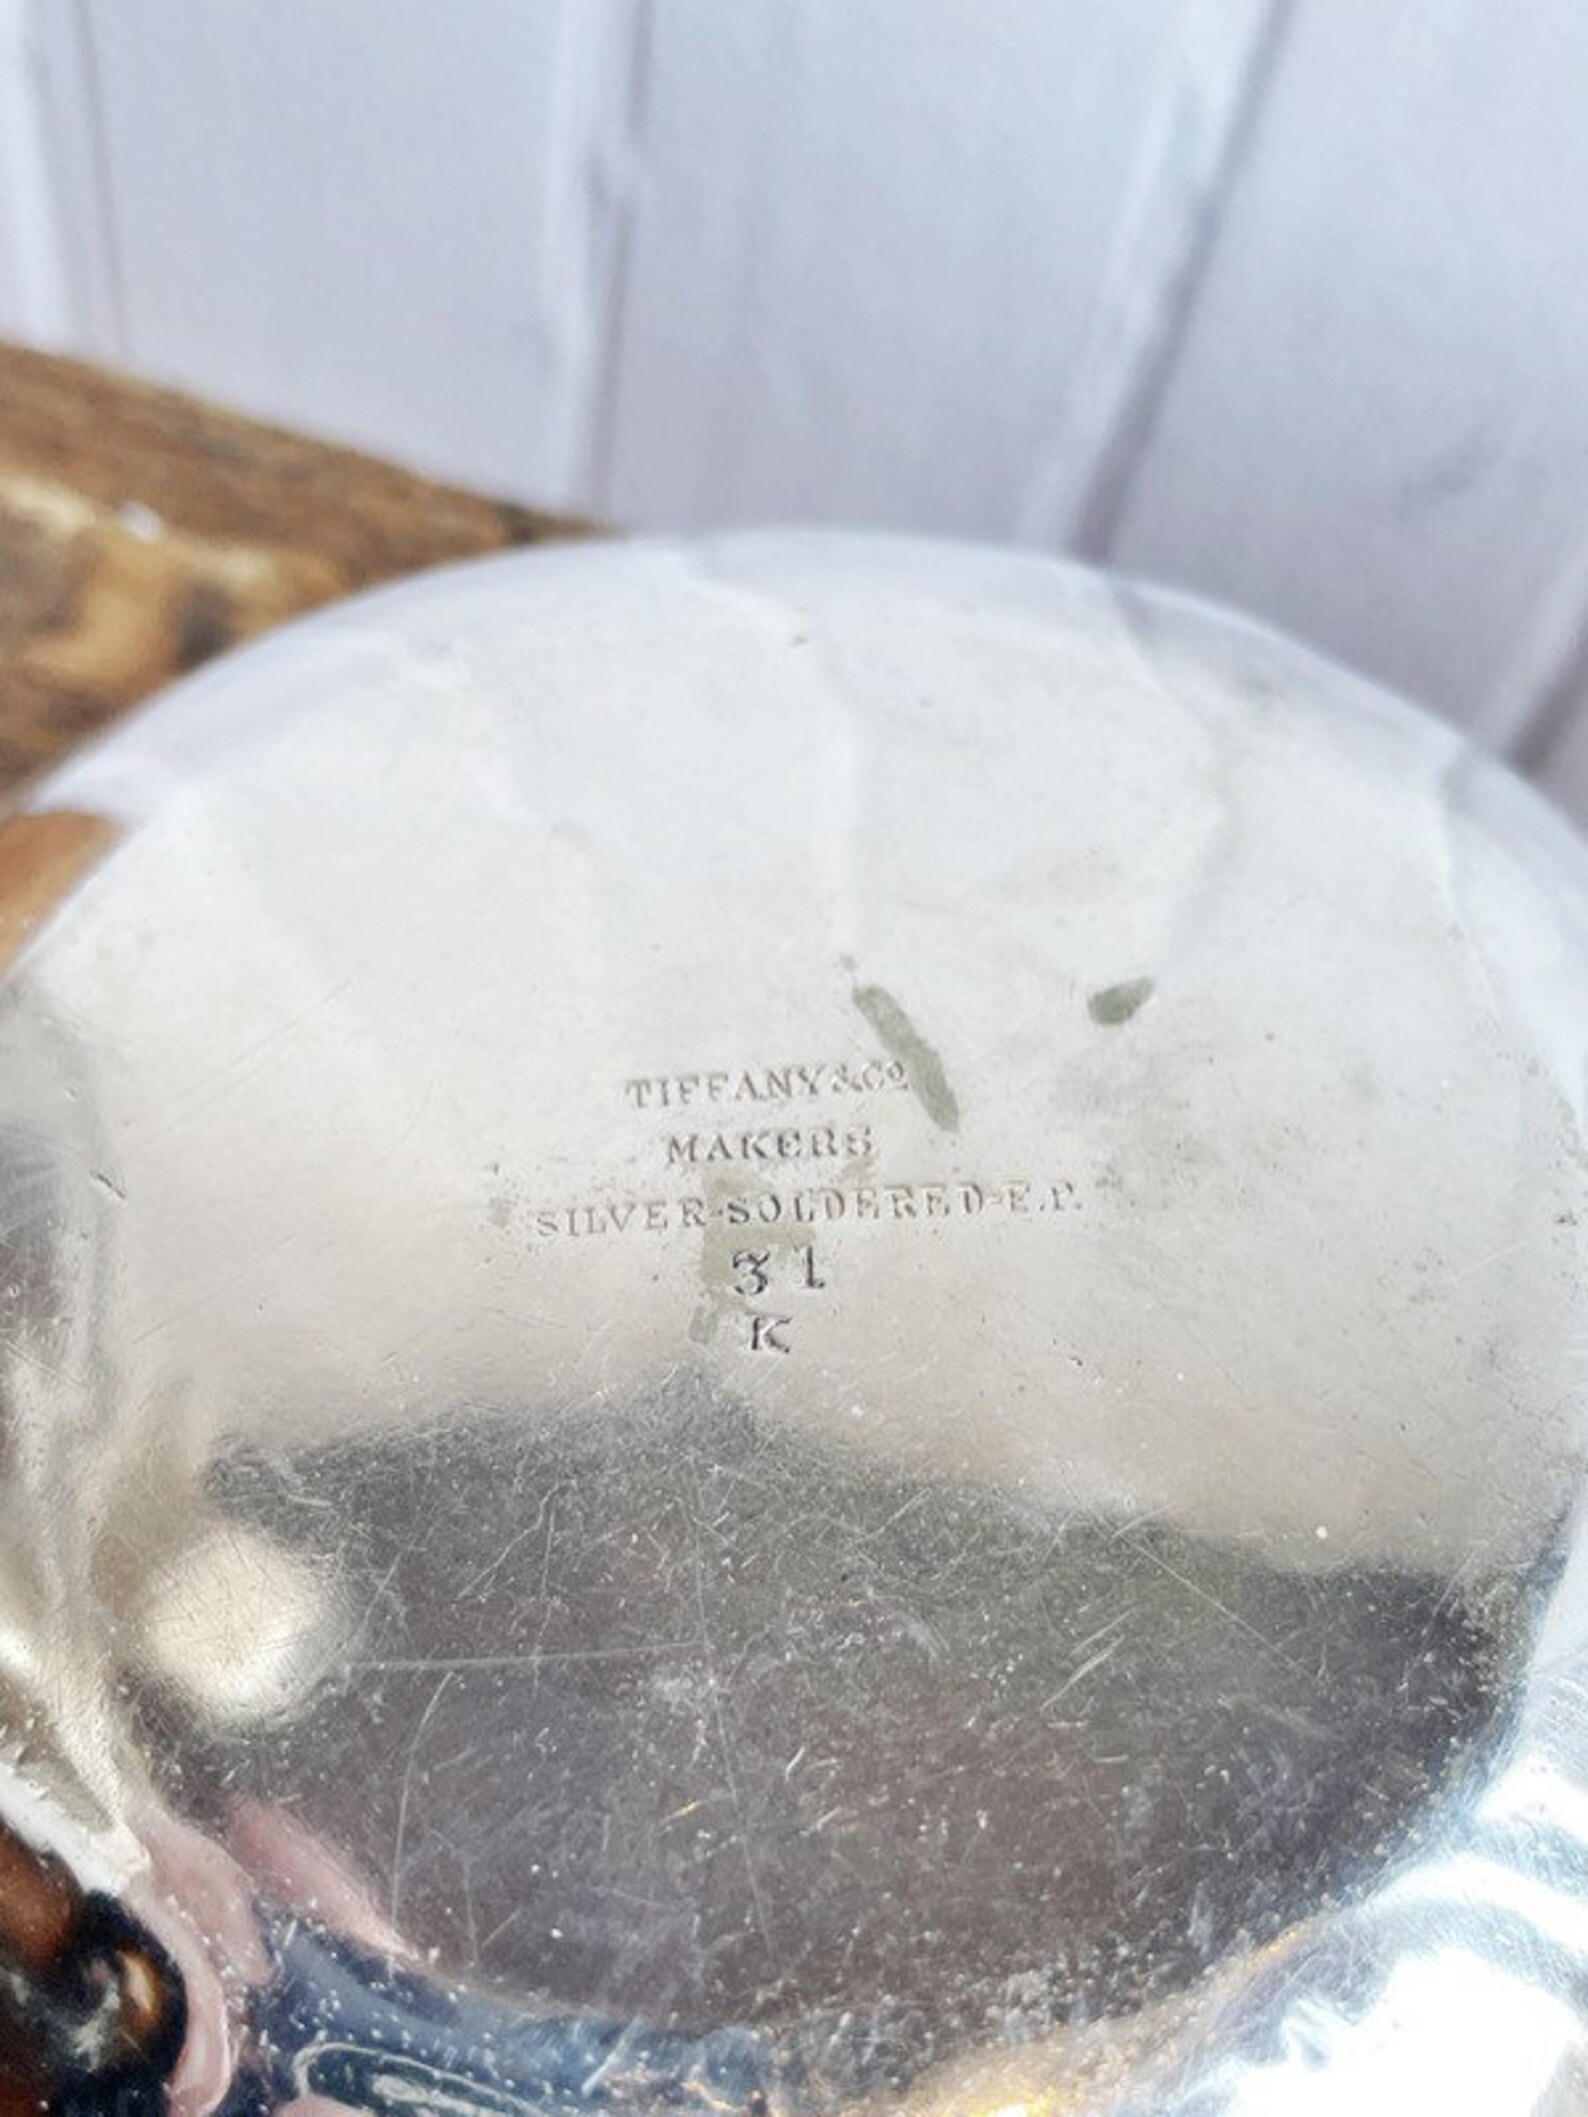 TIFFANY & Co
MAKERS
SILVER-SOLDERED-E.P.
31
K